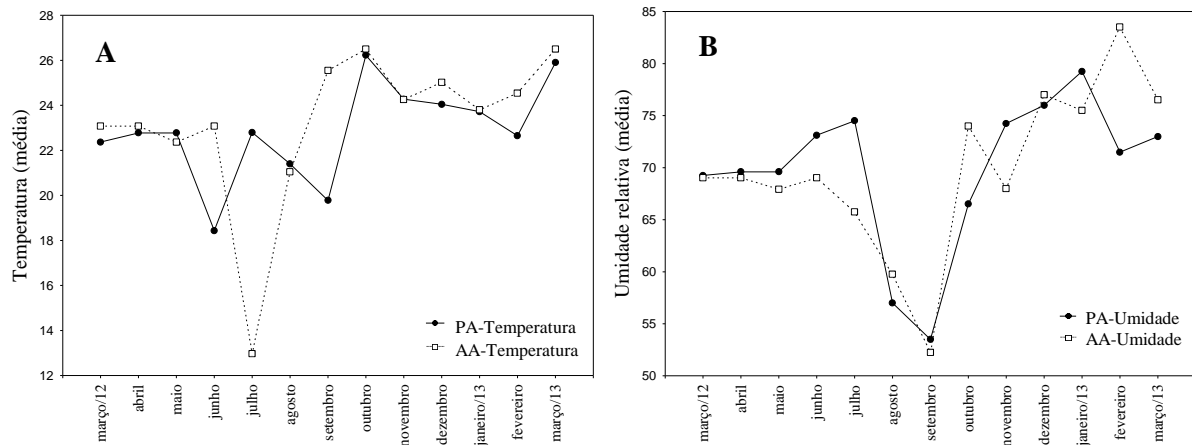 A
Temperatura (média)
28
26
24
22
20
18
16
14
12
PA-Temperatura
AA-Temperatura
março/12
abril
maio
junho
julho
agosto
setembro
outubro
novembro
dezembro
janeiro/13
fevereiro
março/13
B
Umidade relativa (média)
85
80
75
70
65
60
55
50
PA-Umidade
AA-Umidade
março/12
abril
maio
junho
julho
agosto
setembro
outubro
novembro
dezembro
janeiro/13
fevereiro
março/13